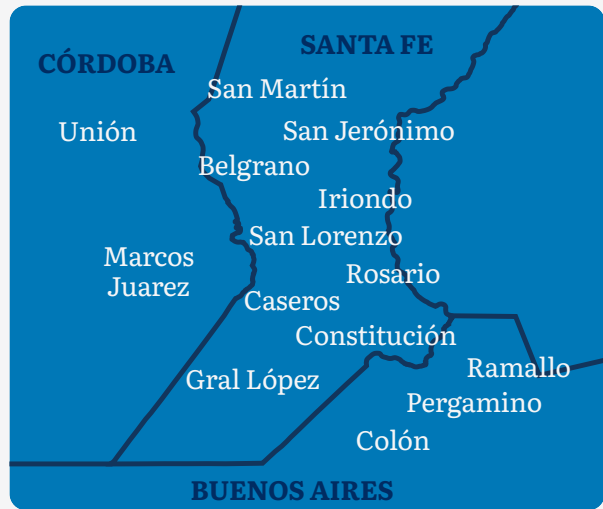 SANTA FE
CÓRDOBA
San Martín
Unión
San Jerónimo
Belgrano
Iriondo
San Lorenzo
Marcos
Juarez
Rosario
Caseros
Constitución
Ramallo
Gral López
Pergamino
Colón
BUENOS AIRES